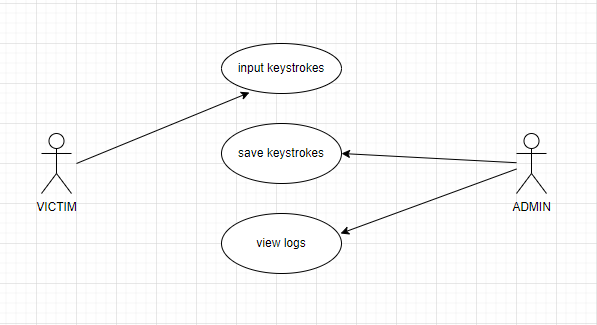 input keystrokes
save keystrokes
VICTIM
ADMIN
view logs